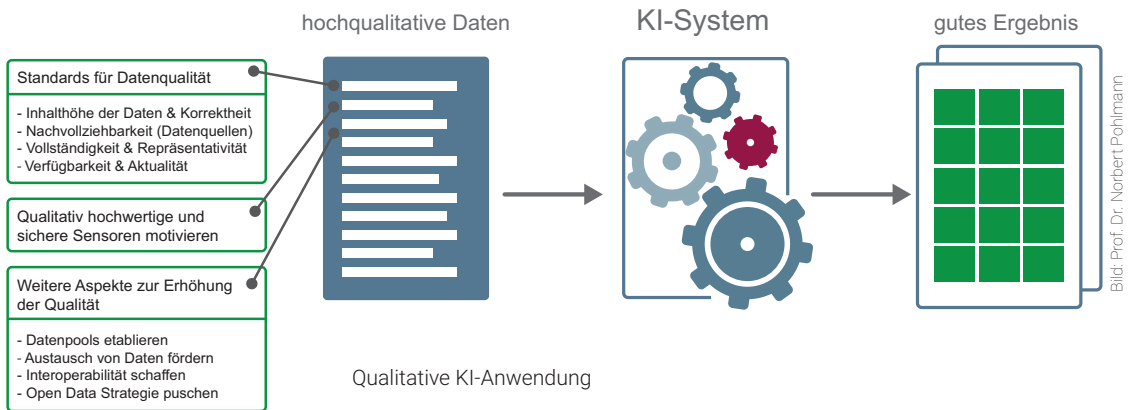 hochqualitative Daten
KI-System
gutes Ergebnis
Standards für Datenqualität
- Inhalthöhe der Daten & Korrektheit
- Nachvollziehbarkeit (Datenquellen)
- Vollständigkeit & Repräsentativität
- Verfügbarkeit & Aktualität
Qualitativ hochwertige und
sichere Sensoren motivieren
Weitere Aspekte zur Erhöhung
der Qualität
- Datenpools etablieren
- Austausch von Daten fördern
- Interoperabilität schaffen
- Open Data Strategie puschen
Qualitative KI-Anwendung
Bild: Prof. Dr. Norbert Pohlmann